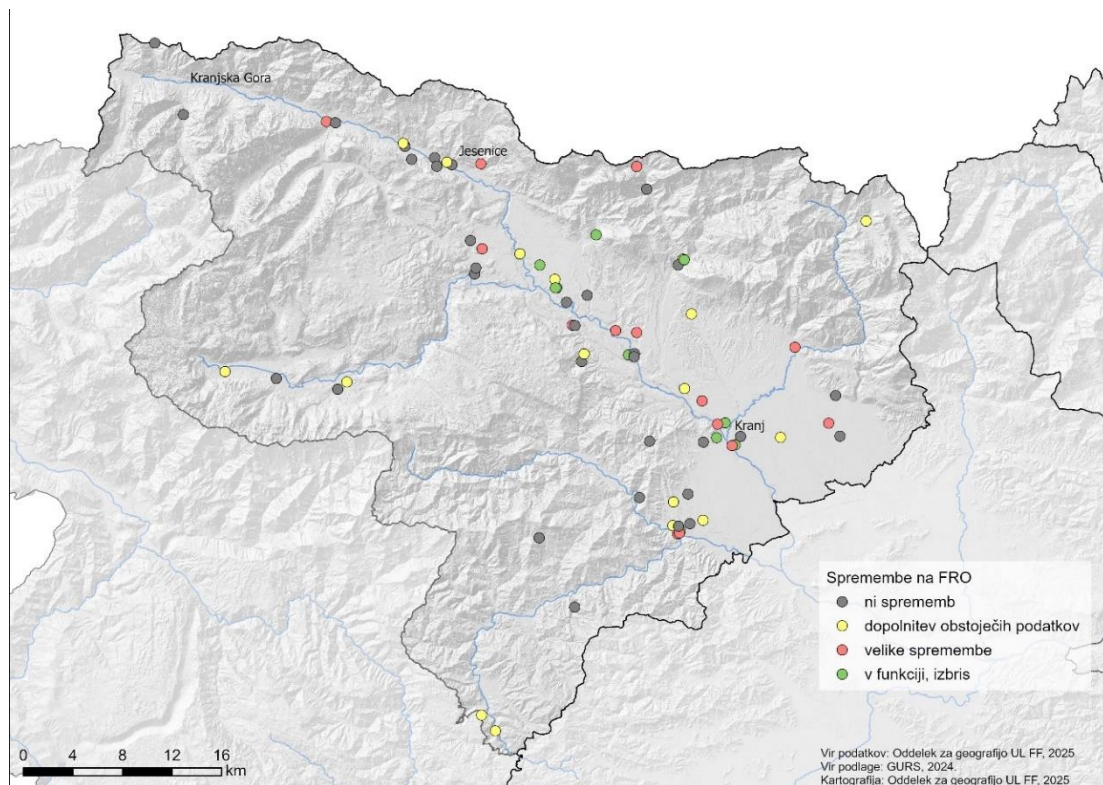 Kranjska Gora
Jesenice
Kranj
Spremembe na FRO
ni sprememb
dopolnitev obstoječih podatkov
velike spremembe
v funkciji, izbris
0 4 8 12 16
km
Vir podatkov: Oddelek za geografijo UL FF, 2025
Vir podlage: GURS, 2024.
Kartografija: Oddelek za geografijo UL FF, 2025